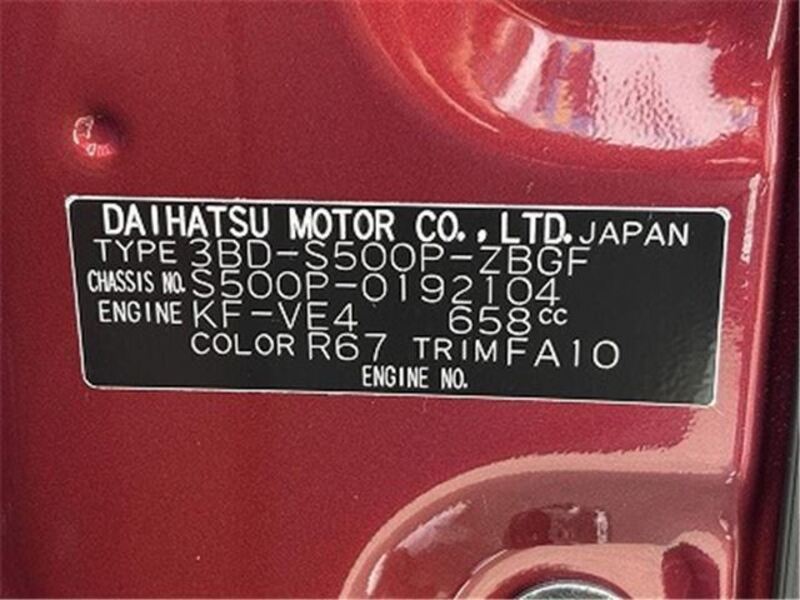 DAIHATSU MOTOR CO.,LTD. JAPAN
TYPE 3BD-S500P-ZBGF
CHASSIS NO. S500P-0192104
ENGINE KF-VE4 658cc
COLOR R67 TRIM FA10
ENGINE NO.